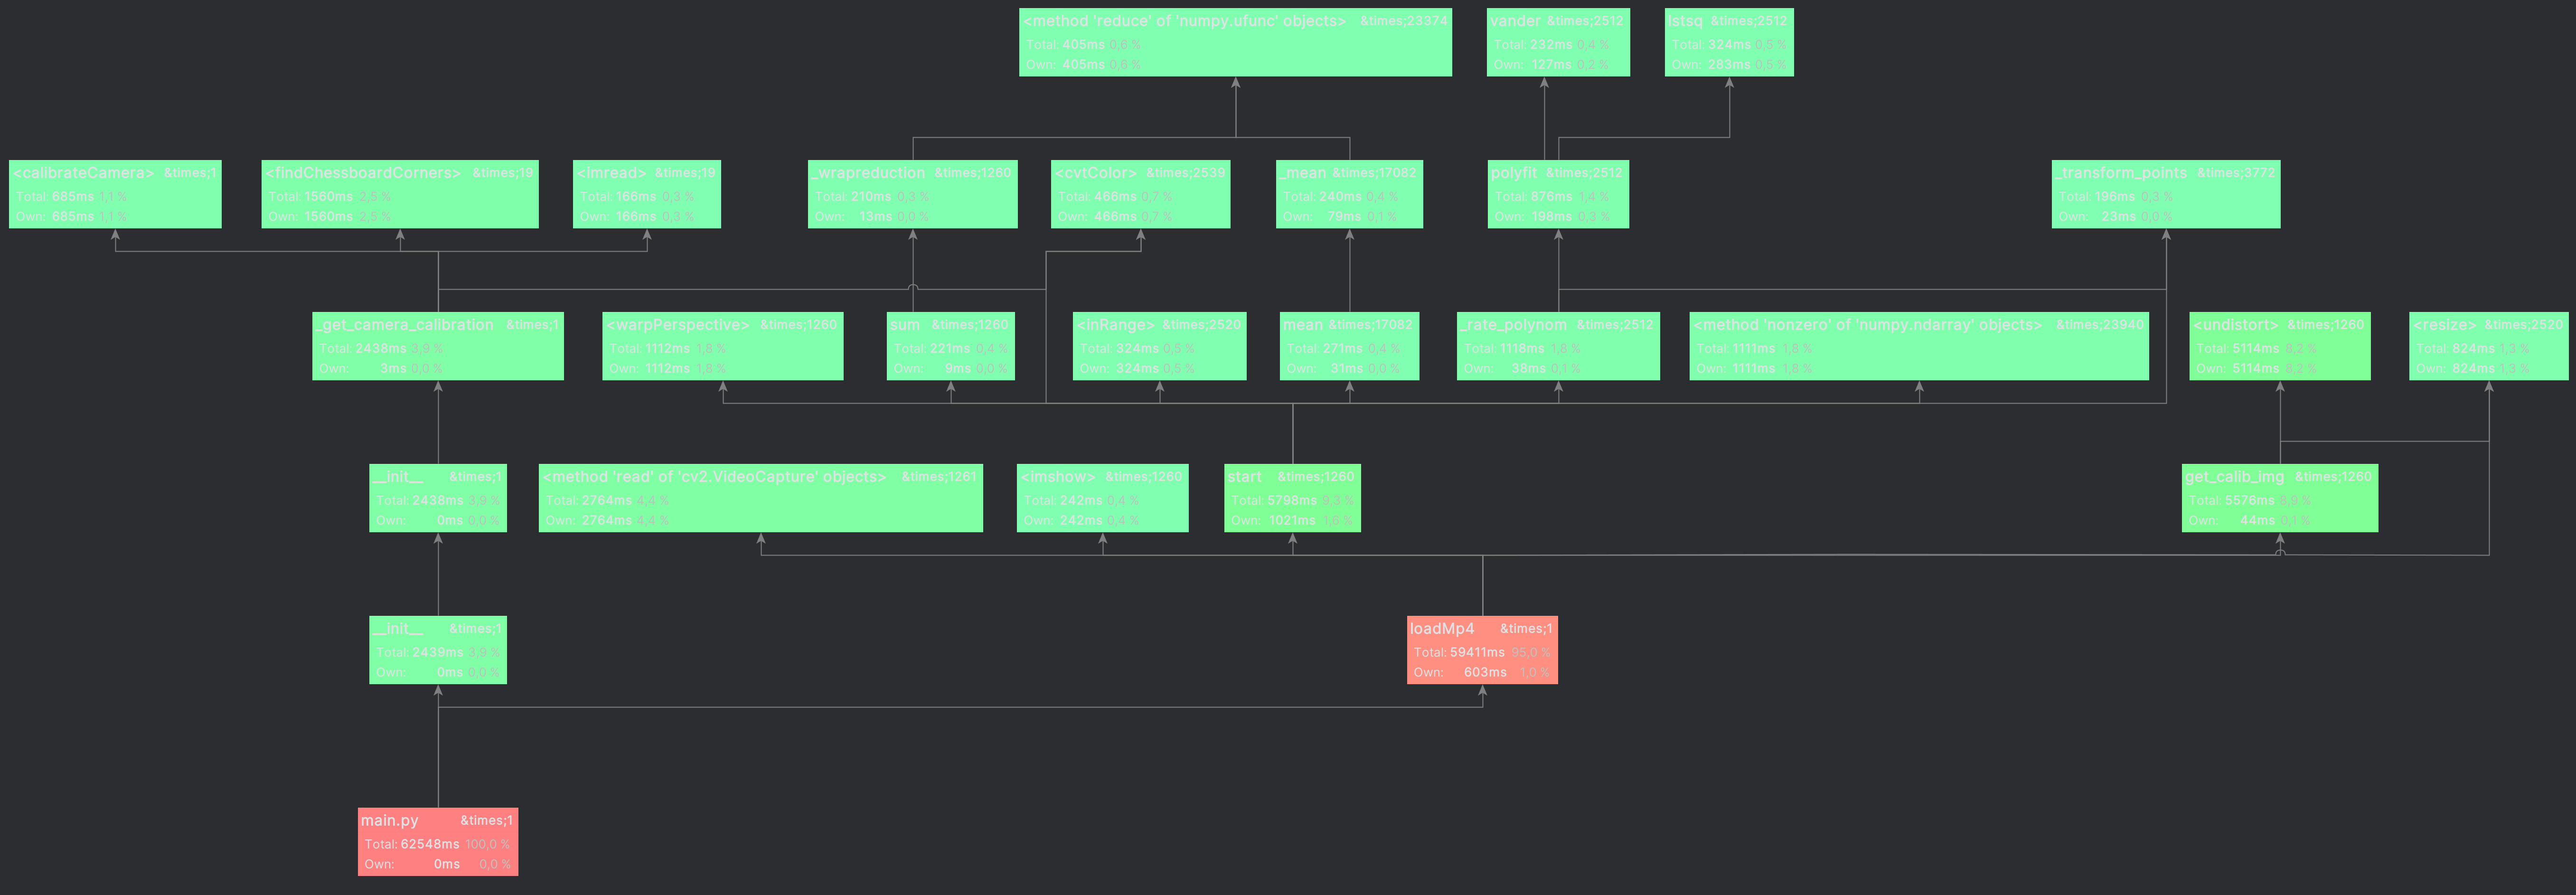 <method 'reduce' of 'numpy.ufunc' objects> &times;23374
Total: 405ms 0,6 %
Own: 405ms 0,6 %
vander &times;2512
Total: 232ms 0,4 %
Own: 127ms 0,2 %
lstsq &times;2512
Total: 324ms 0,5 %
Own: 283ms 0,5 %
<calibrateCamera> &times;1
Total: 685ms 1,1 %
Own: 685ms 1,1 %
<findChessboardCorners> &times;19
Total: 1560ms 2,5 %
Own: 1560ms 2,5 %
<imread> &times;19
Total: 166ms 0,3 %
Own: 166ms 0,3 %
_wrapreduction &times;1260
Total: 210ms 0,3 %
Own: 13ms 0,0 %
<cvtColor> &times;2539
Total: 466ms 0,7 %
Own: 466ms 0,7 %
_mean &times;17082
Total: 240ms 0,4 %
Own: 79ms 0,1 %
polyfit &times;2512
Total: 876ms 1,4 %
Own: 198ms 0,3 %
_transform_points &times;3772
Total: 196ms 0,3 %
Own: 23ms 0,0 %
_get_camera_calibration &times;1
Total: 2438ms 3,9 %
Own: 3ms 0,0 %
<warpPerspective> &times;1260
Total: 1112ms 1,8 %
Own: 1112ms 1,8 %
sum &times;1260
Total: 221ms 0,4 %
Own: 9ms 0,0 %
<inRange> &times;2520
Total: 324ms 0,5 %
Own: 324ms 0,5 %
mean &times;17082
Total: 271ms 0,4 %
Own: 31ms 0,0 %
_rate_polynom &times;2512
Total: 1118ms 1,8 %
Own: 38ms 0,1 %
<method 'nonzero' of 'numpy.ndarray' objects> &times;23940
Total: 1111ms 1,8 %
Own: 1111ms 1,8 %
<undistort> &times;1260
Total: 5114ms 8,2 %
Own: 5114ms 8,2 %
<resize> &times;2520
Total: 824ms 1,3 %
Own: 824ms 1,3 %
__init__ &times;1
Total: 2438ms 3,9 %
Own: 0ms 0,0 %
<method 'read' of 'cv2.VideoCapture' objects> &times;1261
Total: 2764ms 4,4 %
Own: 2764ms 4,4 %
<imshow> &times;1260
Total: 242ms 0,4 %
Own: 242ms 0,4 %
start &times;1260
Total: 5798ms 9,3 %
Own: 1021ms 1,6 %
get_calib_img &times;1260
Total: 5576ms 8,9 %
Own: 44ms 0,1 %
__init__ &times;1
Total: 2439ms 3,9 %
Own: 0ms 0,0 %
loadMp4 &times;1
Total: 59411ms 95,0 %
Own: 603ms 1,0 %
main.py &times;1
Total: 62548ms 100,0 %
Own: 0ms 0,0 %